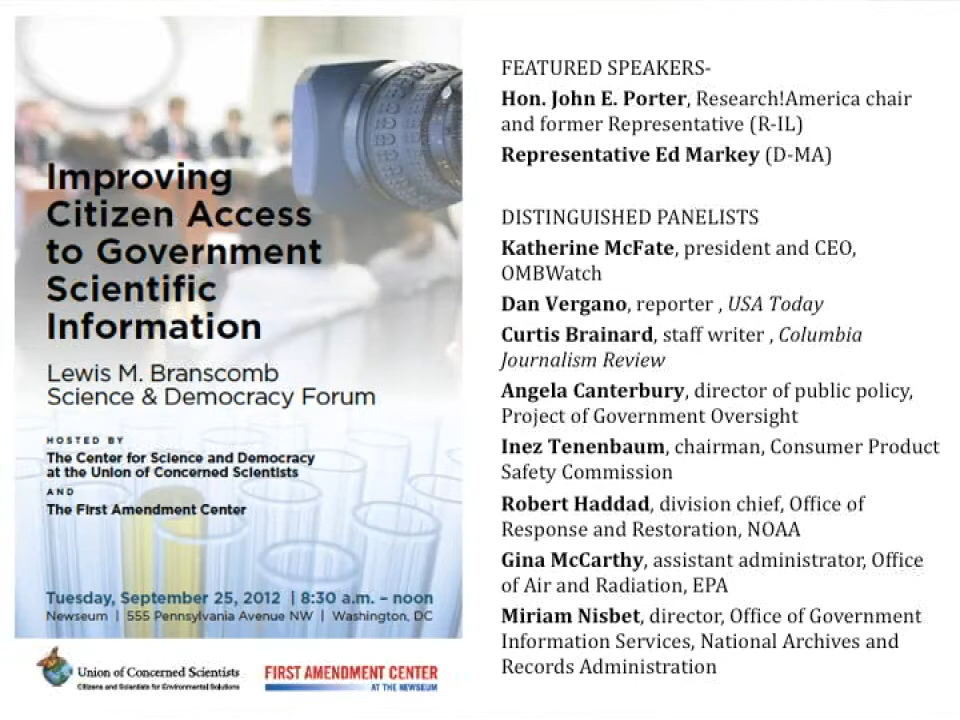 Improving
Citizen Access
to Government
Scientific
Information
Lewis M. Branscomb
Science & Democracy Forum
HOSTED BY
The Center for Science and Democracy
at the Union of Concerned Scientists
AND
The First Amendment Center
Tuesday, September 25, 2012 | 8:30 a.m. – noon
Newseum | 555 Pennsylvania Avenue NW | Washington, DC
Union of Concerned Scientists
Citizens and Scientists for Environmental Solutions
FIRST AMENDMENT CENTER
AT THE NEWSEUM
FEATURED SPEAKERS-
Hon. John E. Porter, Research!America chair
and former Representative (R-IL)
Representative Ed Markey (D-MA)
DISTINGUISHED PANELISTS
Katherine McFate, president and CEO,
OMBWatch
Dan Vergano, reporter , USA Today
Curtis Brainard, staff writer , Columbia
Journalism Review
Angela Canterbury, director of public policy,
Project of Government Oversight
Inez Tenenbaum, chairman, Consumer Product
Safety Commission
Robert Haddad, division chief, Office of
Response and Restoration, NOAA
Gina McCarthy, assistant administrator, Office
of Air and Radiation, EPA
Miriam Nisbet, director, Office of Government
Information Services, National Archives and
Records Administration